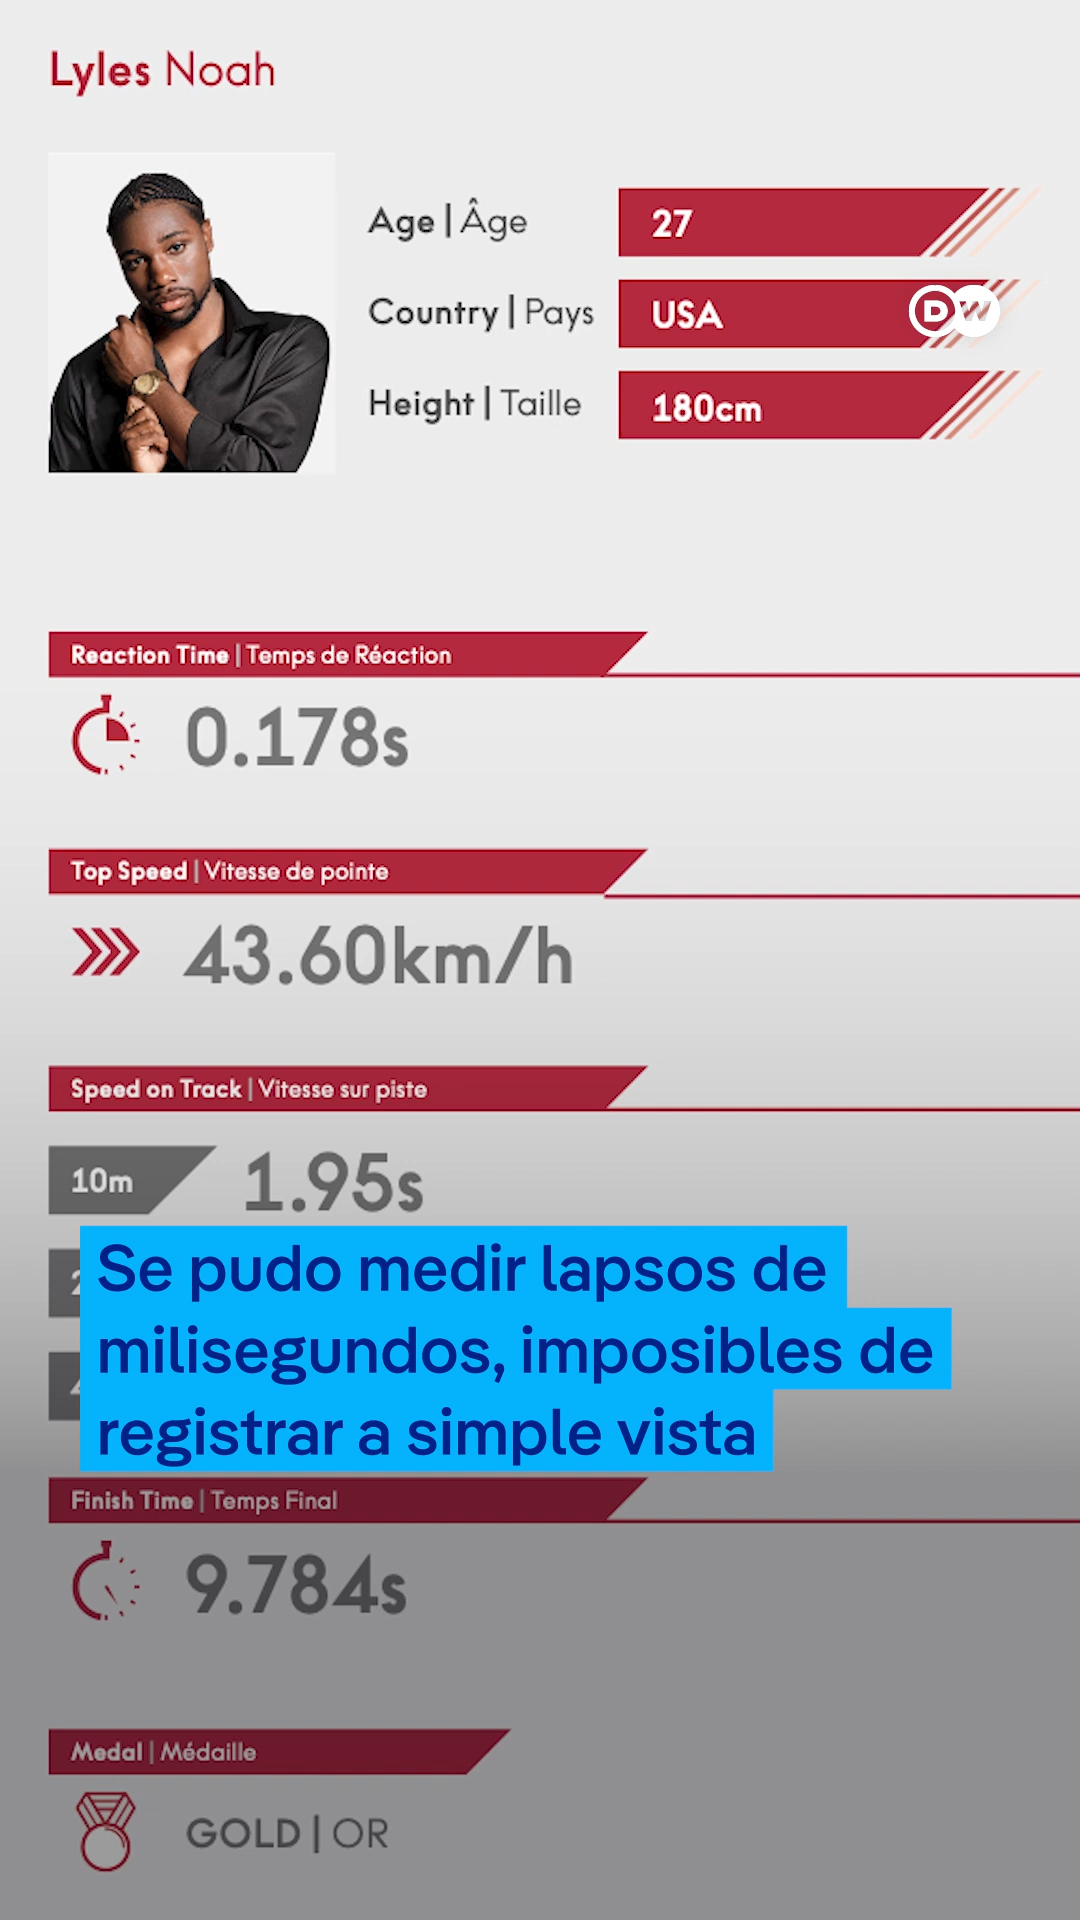 Lyles Noah
Age | Âge
27
Country | Pays
USA
DW
Height | Taille
180cm
Reaction Time | Temps de Réaction
0.178s
Top Speed | Vitesse de pointe
43.60km/h
Speed on Track | Vitesse sur piste
10m
1.95s
Se pudo medir lapsos de
milisegundos, imposibles de
registrar a simple vista
Finish Time | Temps Final
9.784s
Medal | Médaille
GOLD | OR